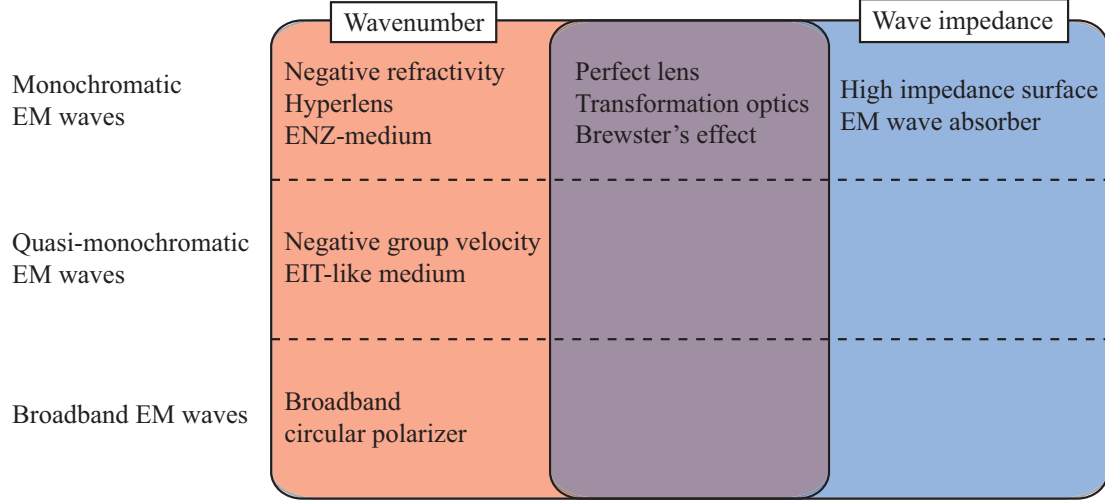 Wavenumber
Wave impedance
Monochromatic
EM waves
Negative refractivity
Hyperlens
ENZ-medium
Perfect lens
Transformation optics
Brewster’s effect
High impedance surface
EM wave absorber
Quasi-monochromatic
EM waves
Negative group velocity
EIT-like medium
Broadband EM waves
Broadband
circular polarizer